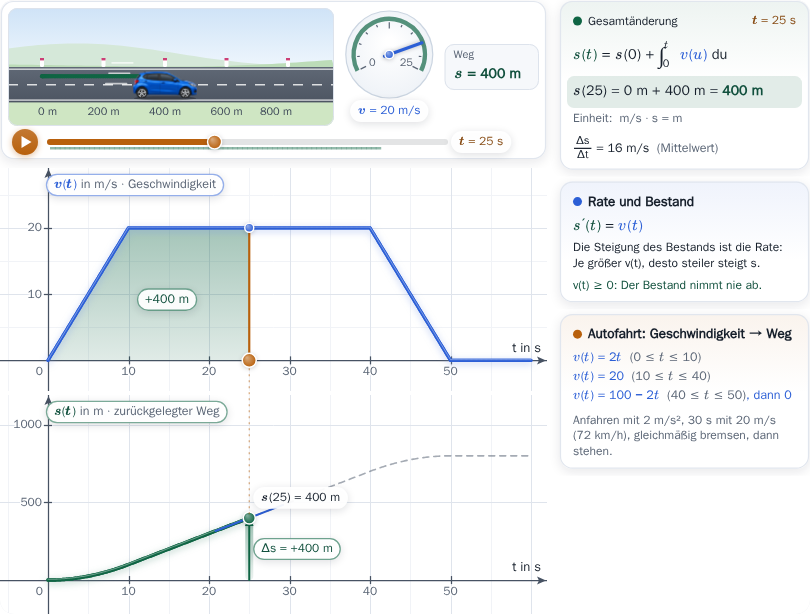 0 m 200 m 400 m 600 m 800 m
0 25
v = 20 m/s
Weg
s = 400 m
t = 25 s
v(t) in m/s · Geschwindigkeit
20
10
+400 m
t in s
0 10 20 30 40 50
s(t) in m · zurückgelegter Weg
1000
500
s(25) = 400 m
Δs = +400 m
t in s
0 10 20 30 40 50
Gesamtänderung t = 25 s
s(t) = s(0) + ∫₀ᵗ v(u) du
s(25) = 0 m + 400 m = 400 m
Einheit: m/s · s = m
Δs/Δt = 16 m/s (Mittelwert)
Rate und Bestand
s′(t) = v(t)
Die Steigung des Bestands ist die Rate:
Je größer v(t), desto steiler steigt s.
v(t) ≥ 0: Der Bestand nimmt nie ab.
Autofahrt: Geschwindigkeit → Weg
v(t) = 2t (0 ≤ t ≤ 10)
v(t) = 20 (10 ≤ t ≤ 40)
v(t) = 100 − 2t (40 ≤ t ≤ 50), dann 0
Anfahren mit 2 m/s², 30 s mit 20 m/s
(72 km/h), gleichmäßig bremsen, dann
stehen.